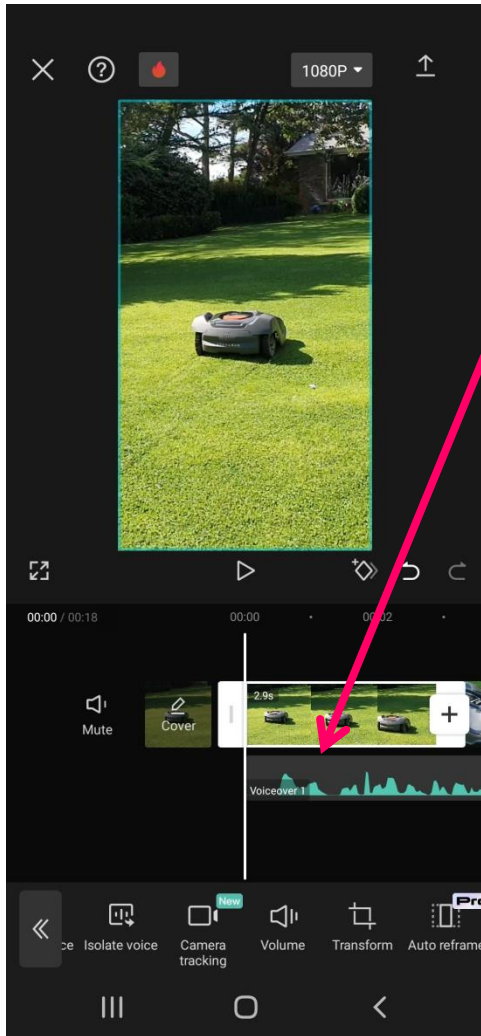 1080P
00:00 / 00:18
00:00
00:02
2.9s
Mute
Cover
Voiceover 1
New
Pro
ce
Isolate voice
Camera
tracking
Volume
Transform
Auto reframe